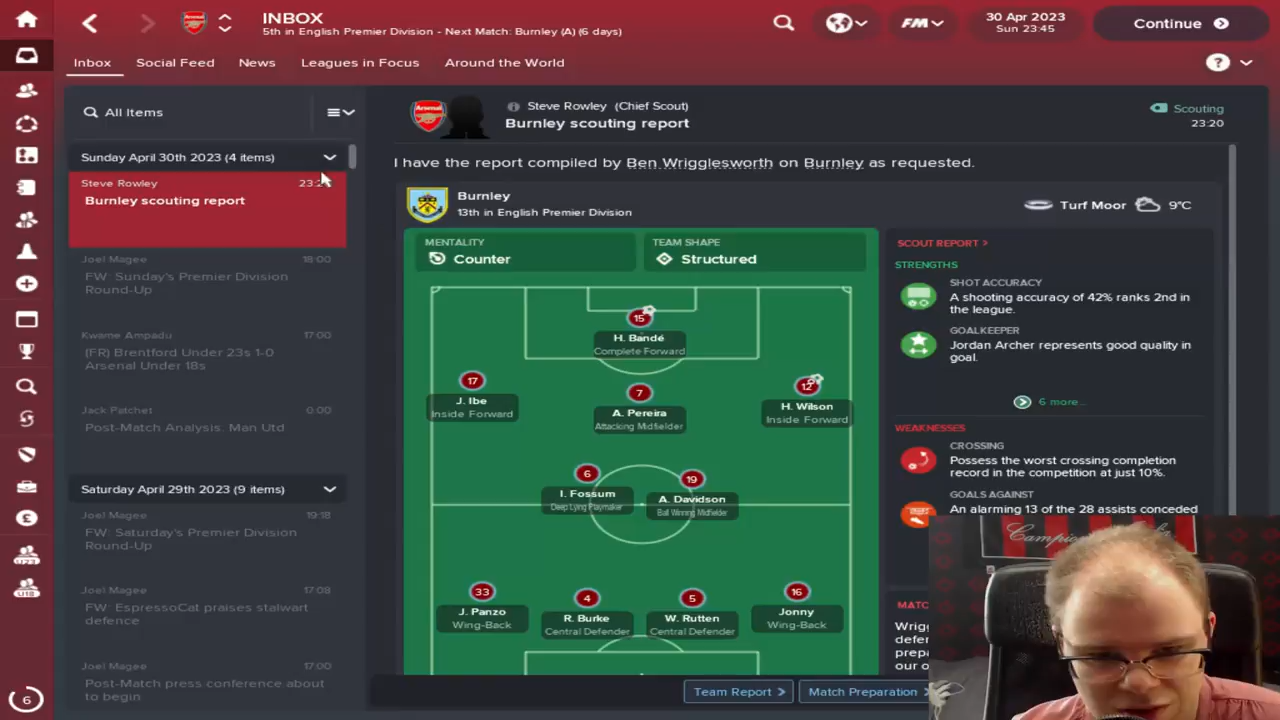 INBOX
5th in English Premier Division - Next Match: Burnley (A) (6 days)
FM
30 Apr 2023
Sun 23:45
Continue
Inbox
Social Feed
News
Leagues in Focus
Around the World
?
All Items
Sunday April 30th 2023 (4 items)
Steve Rowley
Burnley scouting report
Joel Magee 18:00
FW: Sunday's Premier Division
Round-Up
Kwame Ampadu 17:00
(FR) Brentford Under 23s 1-0
Arsenal Under 18s
Jack Patchet 0:00
Post-Match Analysis: Man Utd
Saturday April 29th 2023 (9 items)
Joel Magee 19:18
FW: Saturday's Premier Division
Round-Up
Joel Magee 17:08
FW: EspressoCat praises stalwart
defence
Joel Magee 17:00
Post-Match press conference about
to begin
U23
U18
6
Arsenal
Steve Rowley (Chief Scout)
Burnley scouting report
Scouting
23:20
I have the report compiled by Ben Wrigglesworth on Burnley as requested.
Burnley
13th in English Premier Division
Turf Moor 9°C
MENTALITY
Counter
TEAM SHAPE
Structured
15
H. Bandé
Complete Forward
17
J. Ibe
Inside Forward
7
A. Pereira
Attacking Midfielder
12
H. Wilson
Inside Forward
6
I. Fossum
Deep Lying Playmaker
19
A. Davidson
Ball Winning Midfielder
33
J. Panzo
Wing-Back
4
R. Burke
Central Defender
5
W. Rutten
Central Defender
16
Jonny
Wing-Back
SCOUT REPORT >
STRENGTHS
SHOT ACCURACY
A shooting accuracy of 42% ranks 2nd in
the league.
GOALKEEPER
Jordan Archer represents good quality in
goal.
6 more...
WEAKNESSES
CROSSING
Possess the worst crossing completion
record in the competition at just 10%.
GOALS AGAINST
An alarming 13 of the 28 assists conceded
Team Report >
Match Preparation >